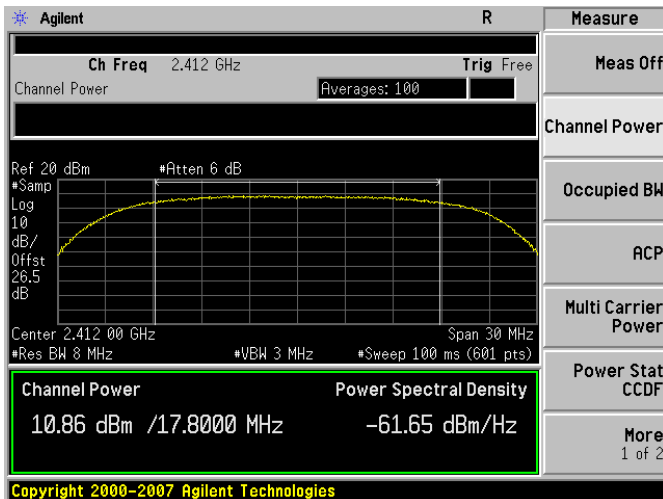 Agilent R Measure
Ch Freq 2.412 GHz Trig Free
Meas Off
Channel Power Averages: 100
Channel Power
Ref 20 dBm #Atten 6 dB
#Samp
Log
10
dB/
Offst
26.5
dB
Occupied BW
ACP
Multi Carrier
Power
Center 2.412 00 GHz Span 30 MHz
#Res BW 8 MHz #VBW 3 MHz #Sweep 100 ms (601 pts)
Power Stat
CCDF
Channel Power Power Spectral Density
10.86 dBm /17.8000 MHz -61.65 dBm/Hz
More
1 of 2
Copyright 2000-2007 Agilent Technologies